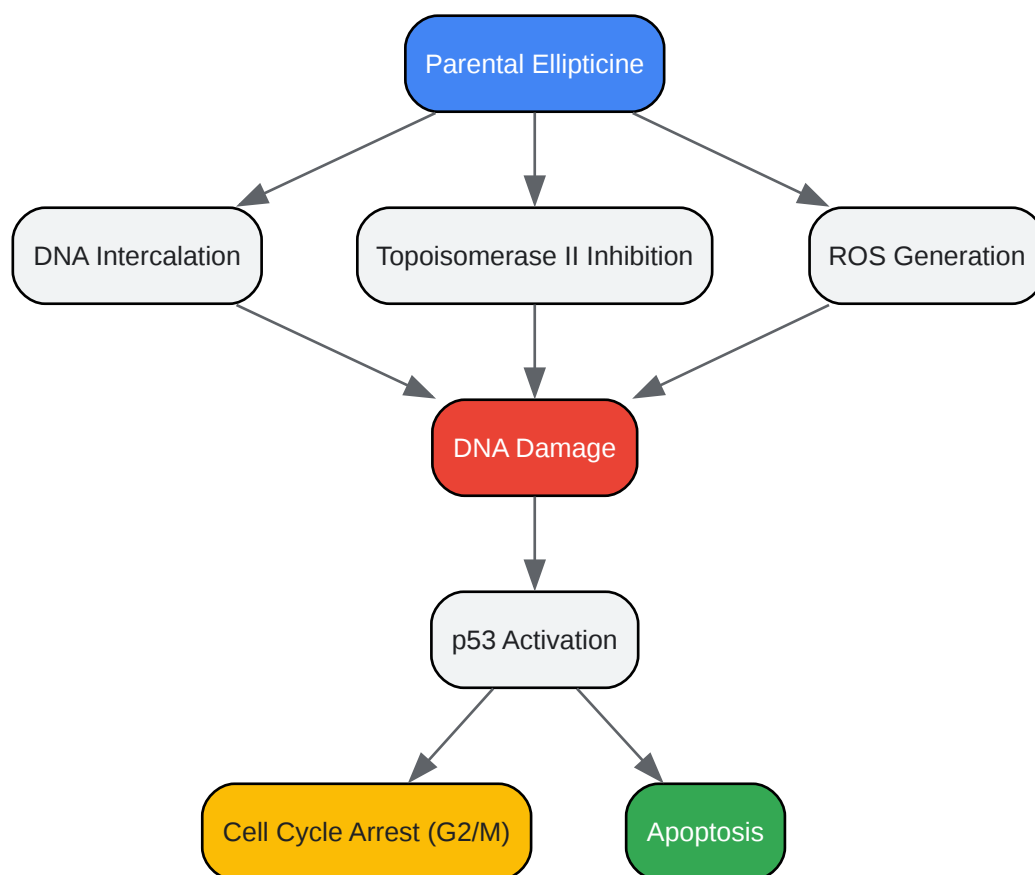 Parental Ellipticine
DNA Intercalation
Topoisomerase II Inhibition
ROS Generation
DNA Damage
p53 Activation
Cell Cycle Arrest (G2/M)
Apoptosis